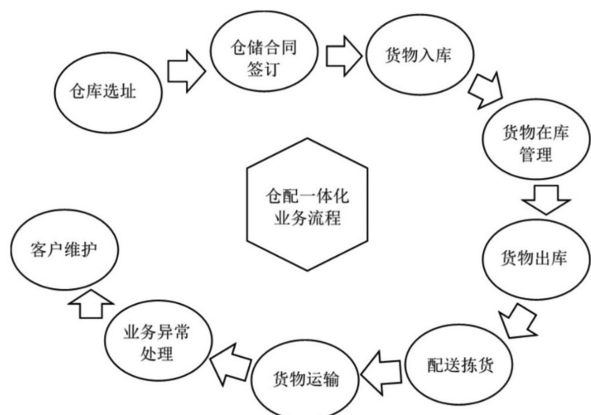 仓库选址
仓储合同
签订
货物入库
货物在库
管理
货物出库
配送拣货
货物运输
业务异常
处理
客户维护
仓配一体化
业务流程